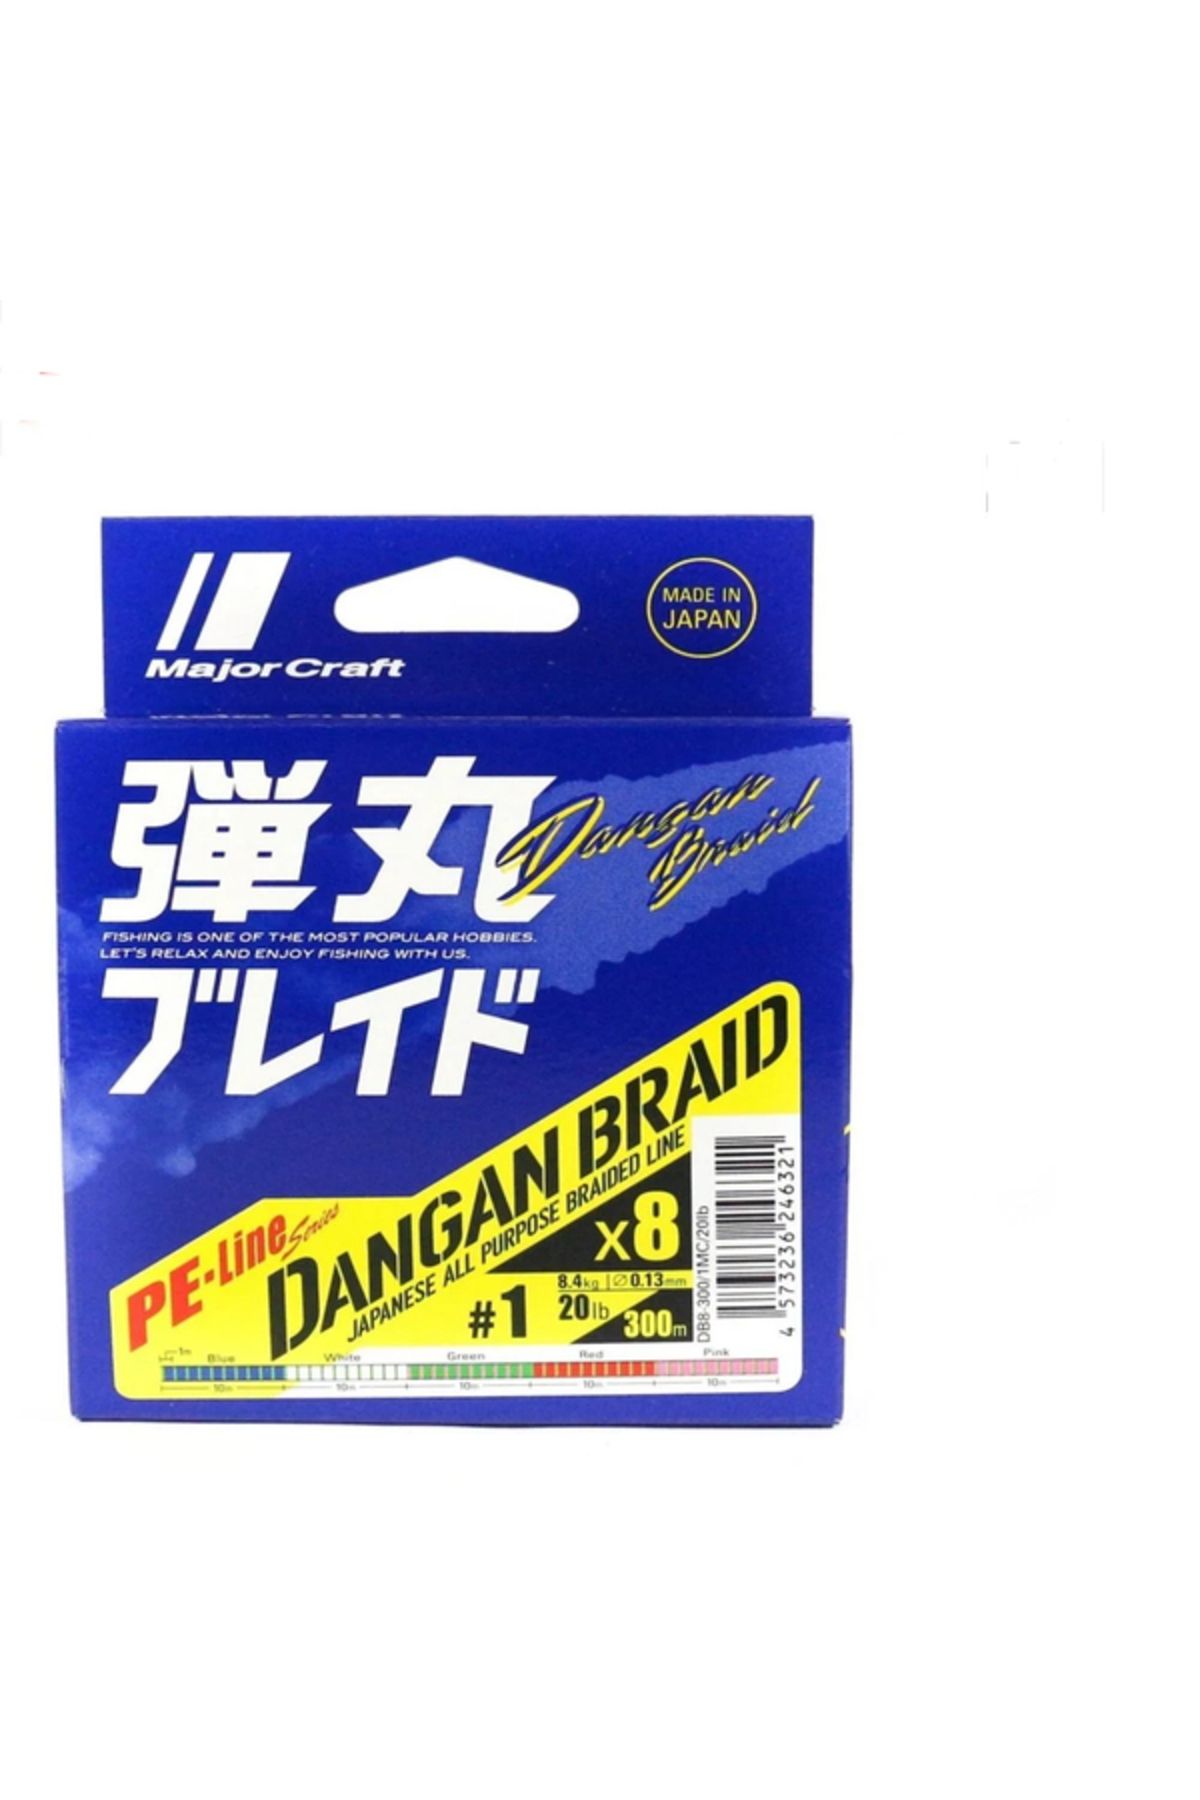 Major Craft
MADE IN
JAPAN
弾丸
Dangan
Braid
FISHING IS ONE OF THE MOST POPULAR HOBBIES.
LET'S RELAX AND ENJOY FISHING WITH US.
ブレイド
PE-Line Series
DANGAN BRAID
JAPANESE ALL PURPOSE BRAIDED LINE
x8
#1
8.4kg ∅0.13mm
20lb
300m
DB8-300/1MC/20lb
4 573236 246321
1m
Blue White Green Red Pink
10m 10m 10m 10m 10m